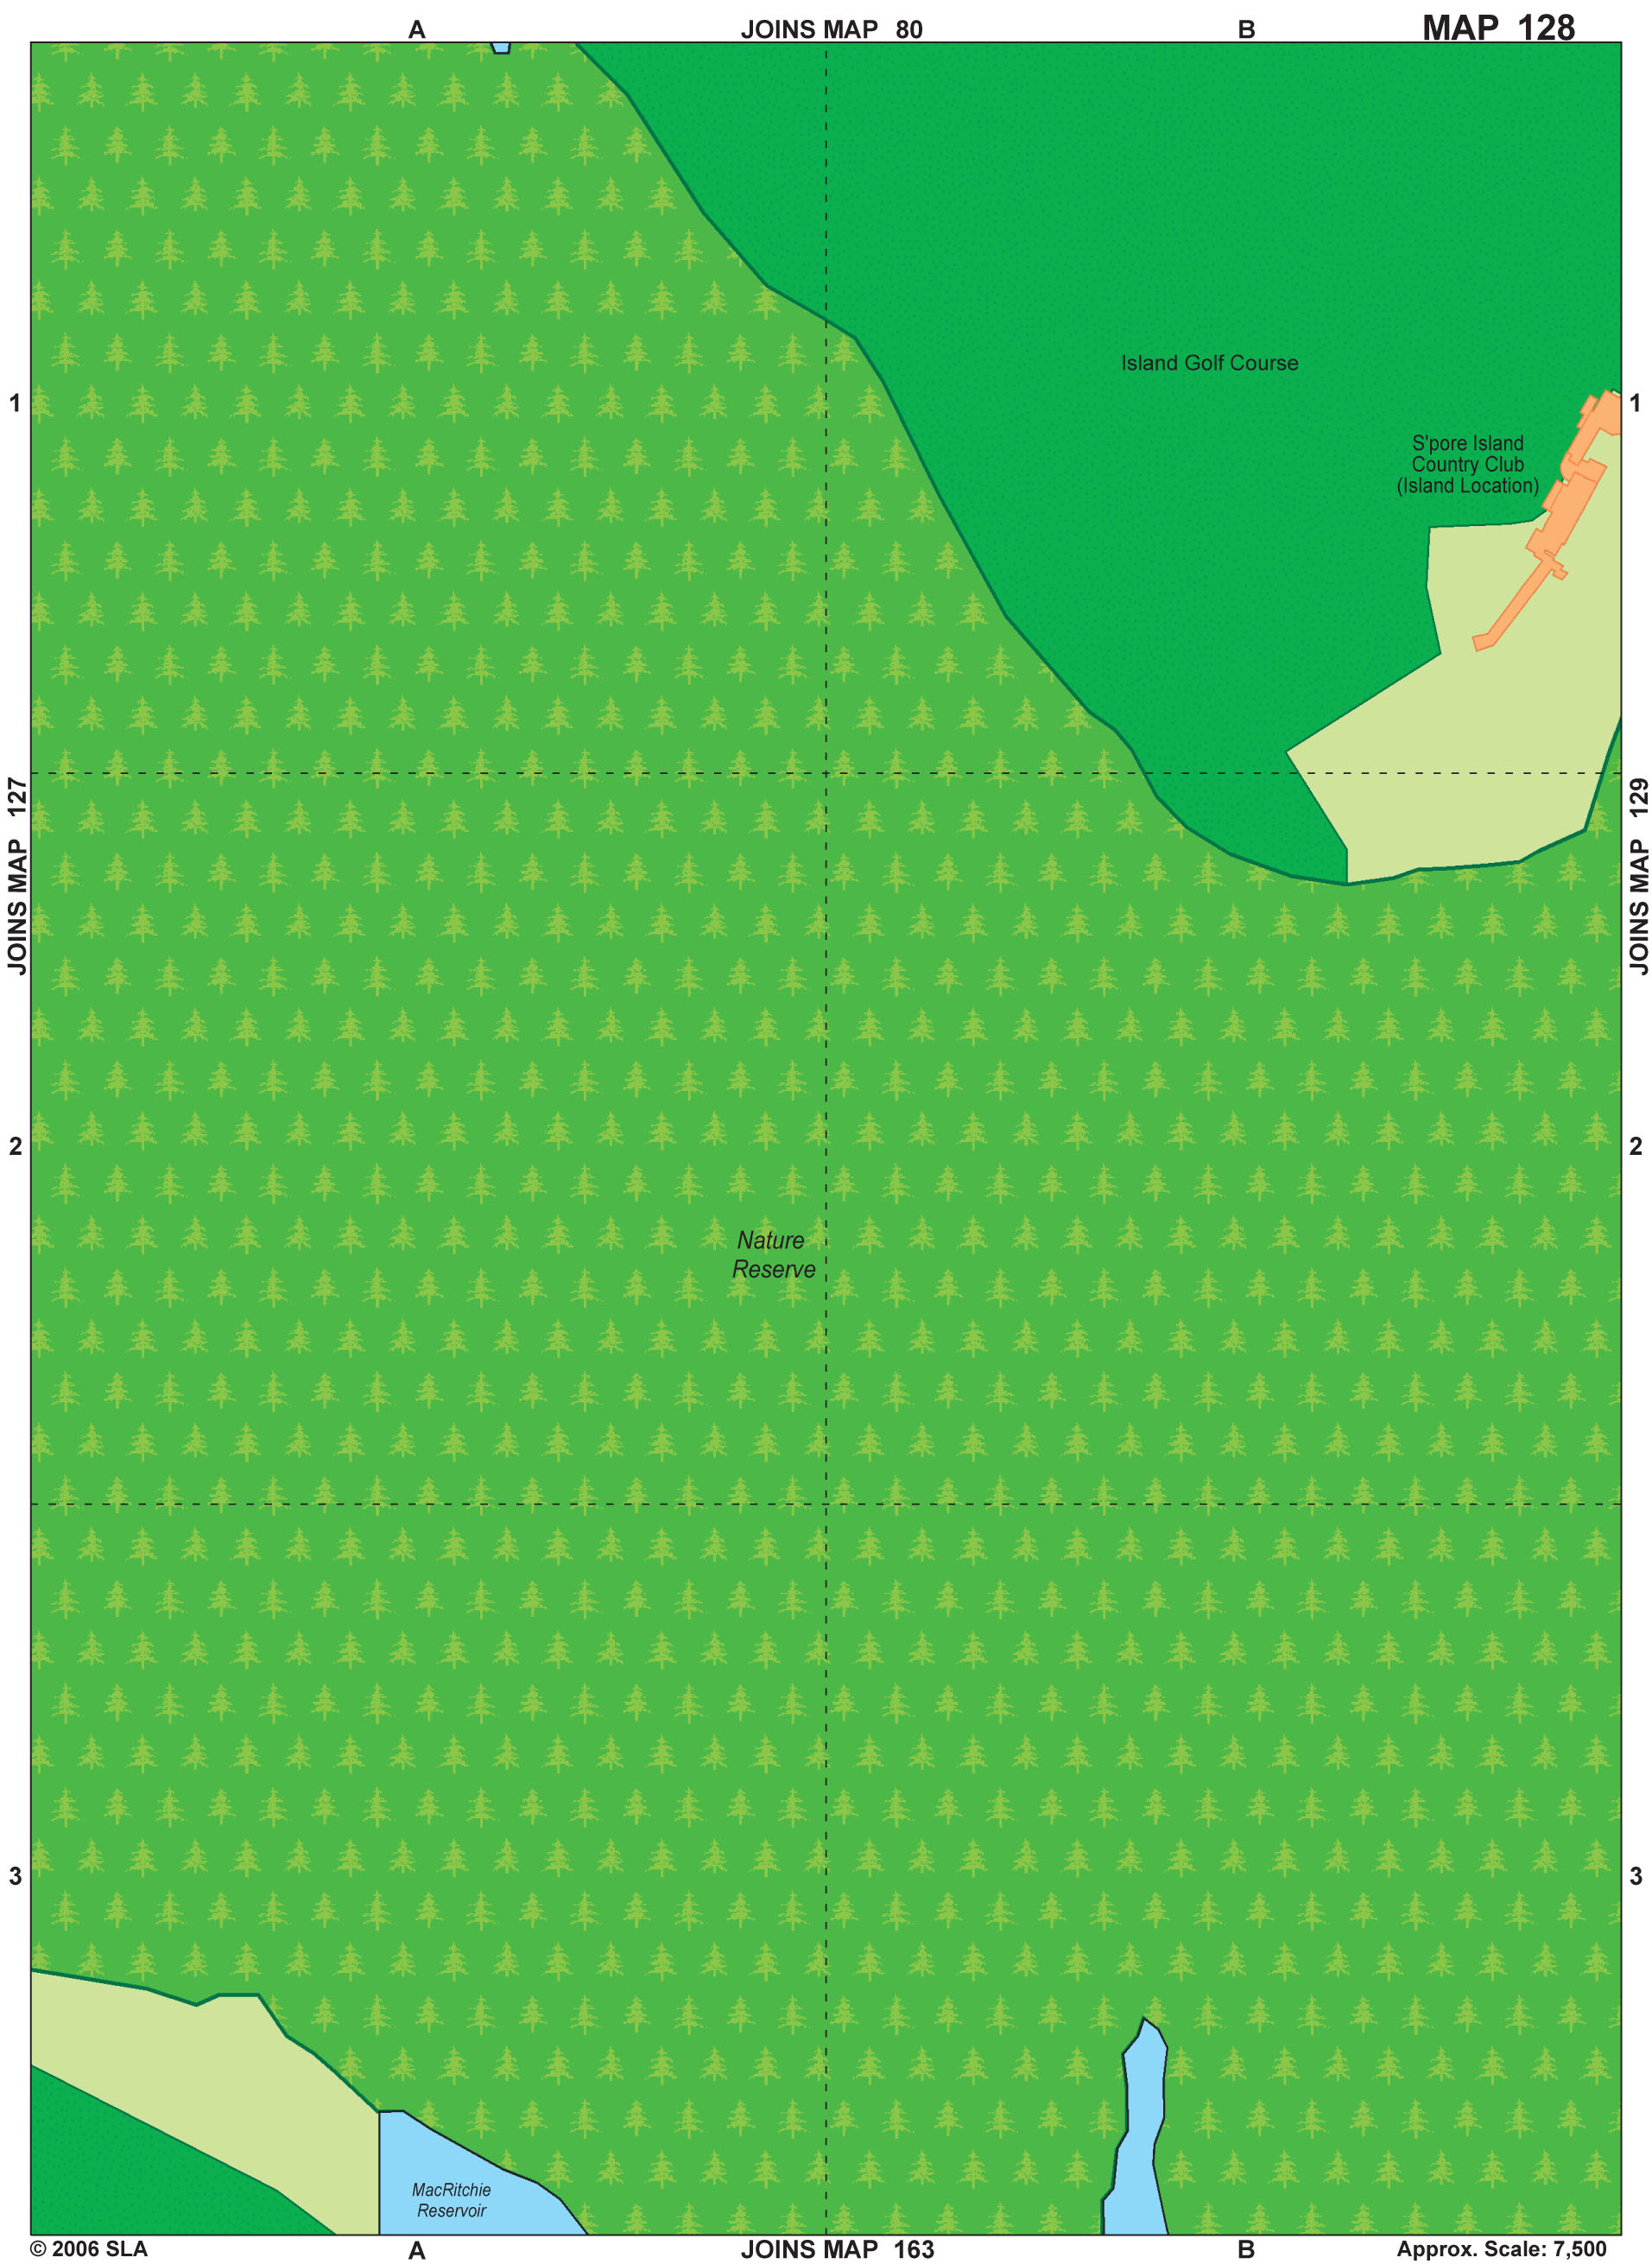 A JOINS MAP 80 B MAP 128
Island Golf Course
1 1
S'pore Island
Country Club
(Island Location)
JOINS MAP 127
JOINS MAP 129
2 2
Nature
Reserve
3 3
MacRitchie
Reservoir
© 2006 SLA A JOINS MAP 163 B Approx. Scale: 7,500